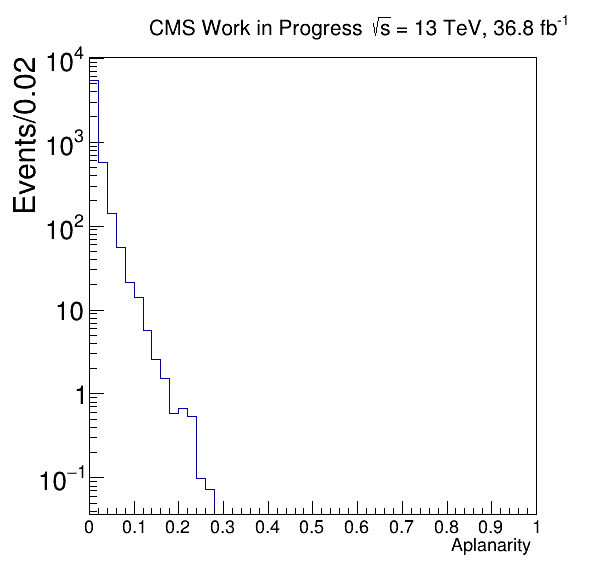 CMS Work in Progress √s = 13 TeV, 36.8 fb⁻¹
Events/0.02
10⁴
10³
10²
10
1
10⁻¹
0 0.1 0.2 0.3 0.4 0.5 0.6 0.7 0.8 0.9 1
Aplanarity